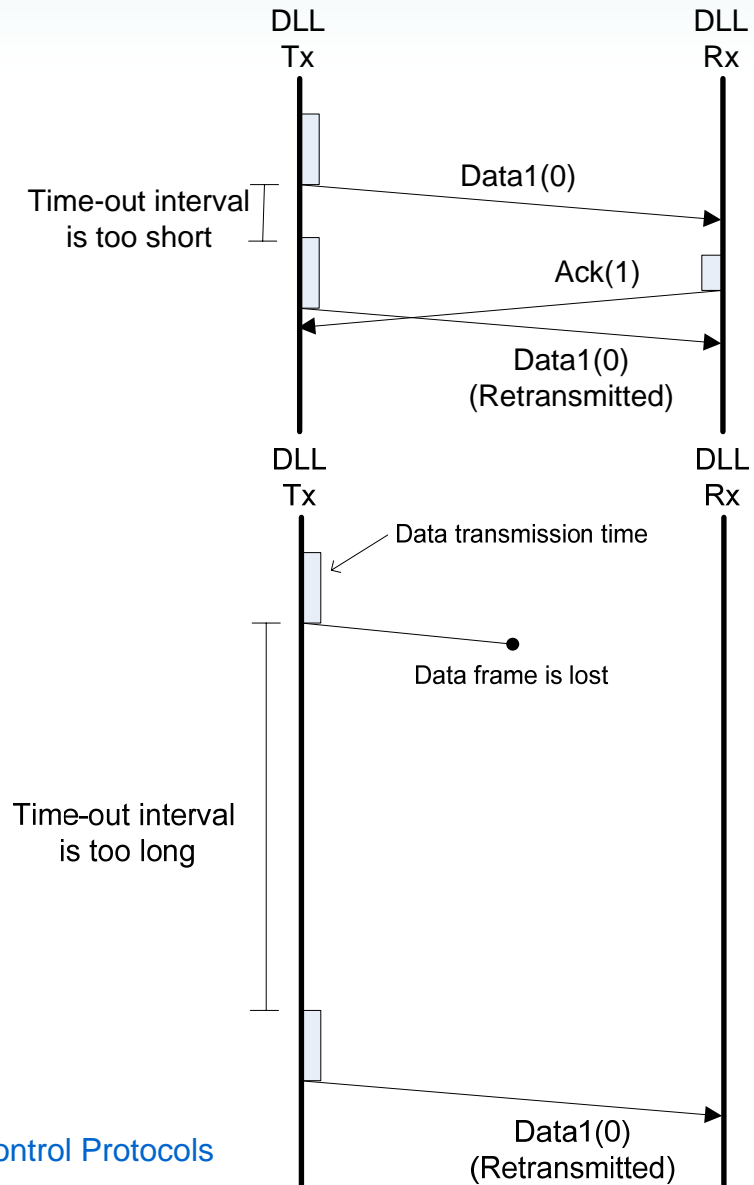 DLL
Tx
DLL
Rx
Data1(0)
Time-out interval
is too short
Ack(1)
Data1(0)
(Retransmitted)
DLL
Tx
DLL
Rx
Data transmission time
Data frame is lost
Time-out interval
is too long
Data1(0)
(Retransmitted)
Protocols